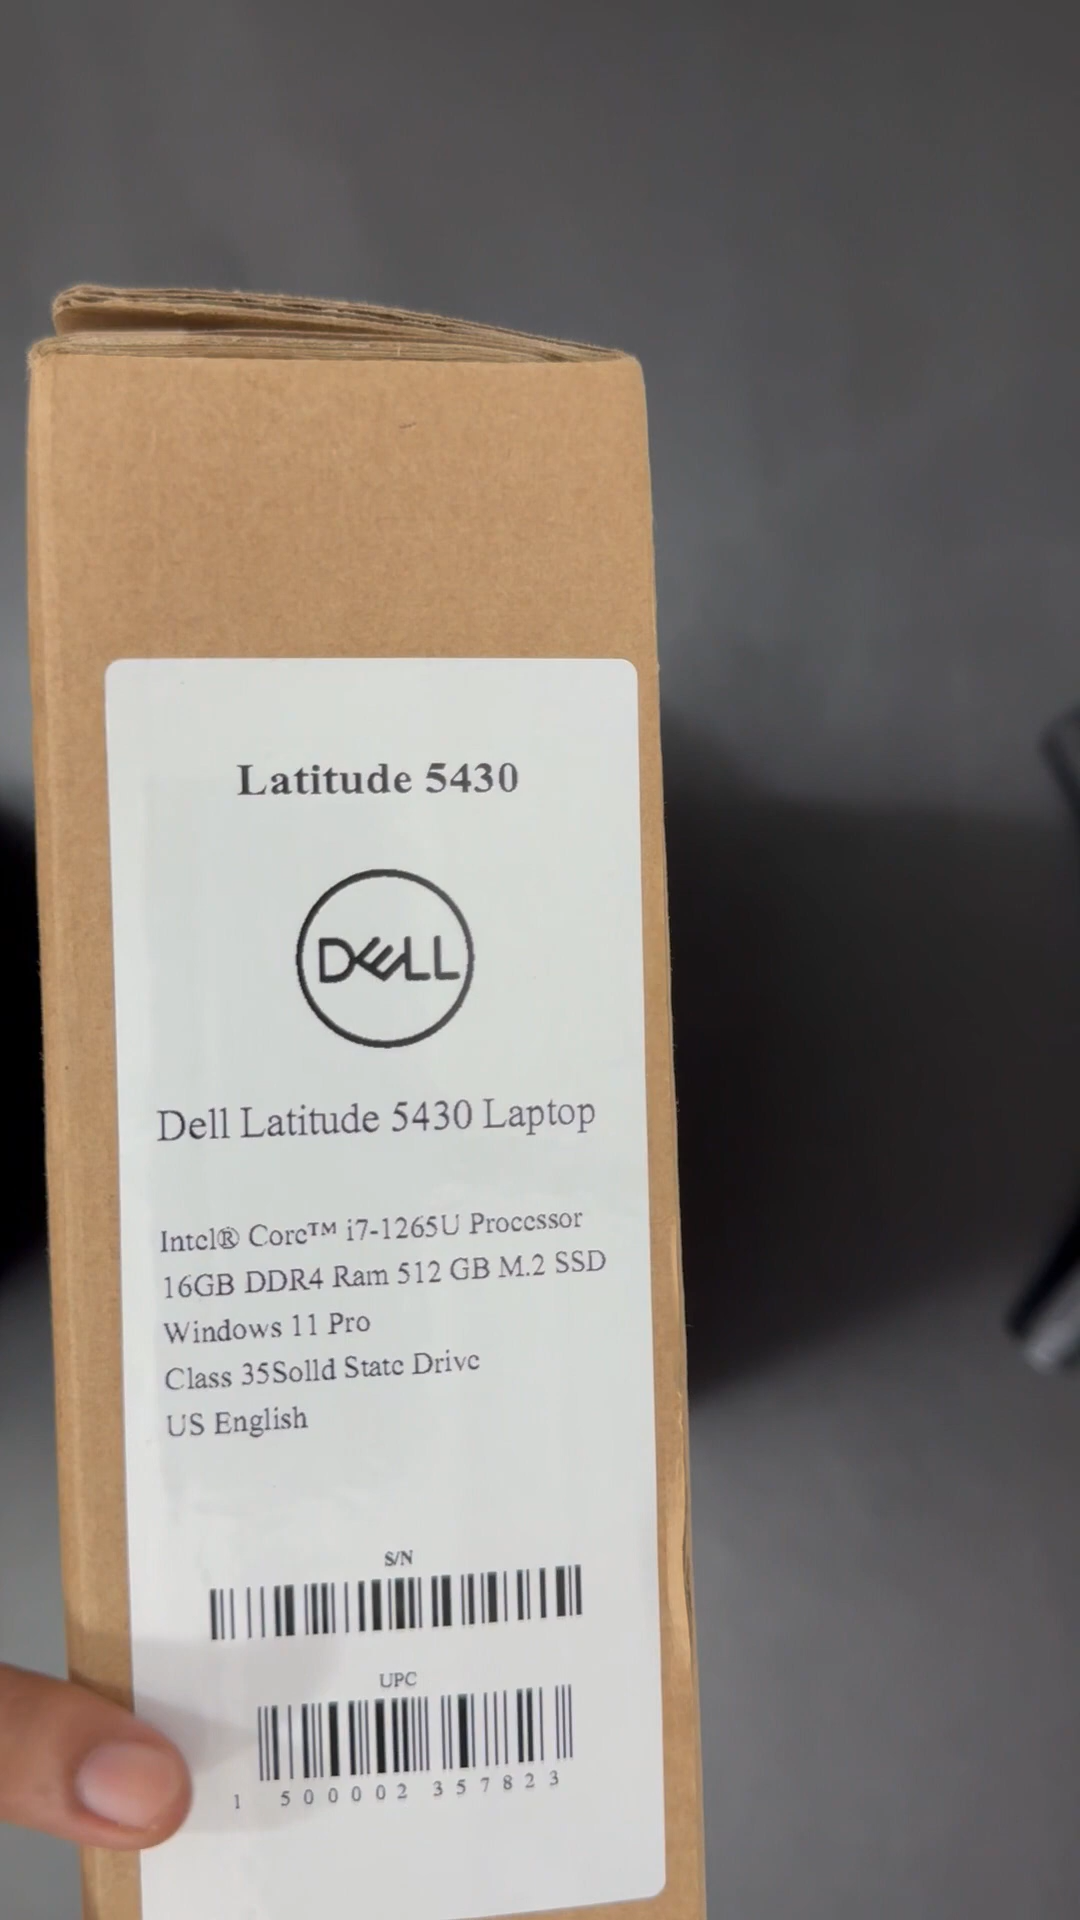 Latitude 5430
DELL
Dell Latitude 5430 Laptop
Intel® Core™ i7-1265U Processor
16GB DDR4 Ram 512 GB M.2 SSD
Windows 11 Pro
Class 35Solld State Drive
US English
S/N
UPC
1 500002 357823